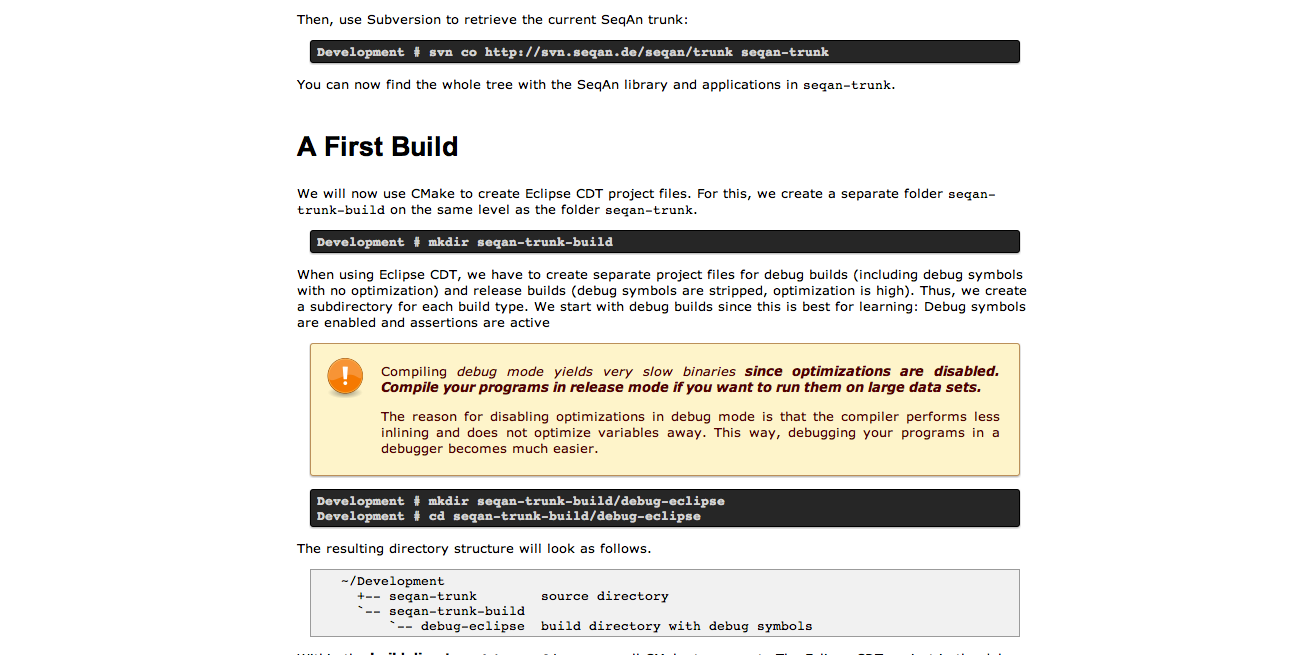 Then, use Subversion to retrieve the current SeqAn trunk:
Development # svn co http://svn.seqan.de/seqan/trunk seqan-trunk
You can now find the whole tree with the SeqAn library and applications in seqan-trunk.
A First Build
We will now use CMake to create Eclipse CDT project files. For this, we create a separate folder seqan-
trunk-build on the same level as the folder seqan-trunk.
Development # mkdir seqan-trunk-build
When using Eclipse CDT, we have to create separate project files for debug builds (including debug symbols
with no optimization) and release builds (debug symbols are stripped, optimization is high). Thus, we create
a subdirectory for each build type. We start with debug builds since this is best for learning: Debug symbols
are enabled and assertions are active
Compiling debug mode yields very slow binaries since optimizations are disabled.
Compile your programs in release mode if you want to run them on large data sets.
The reason for disabling optimizations in debug mode is that the compiler performs less
inlining and does not optimize variables away. This way, debugging your programs in a
debugger becomes much easier.
Development # mkdir seqan-trunk-build/debug-eclipse
Development # cd seqan-trunk-build/debug-eclipse
The resulting directory structure will look as follows.
~/Development
+-- seqan-trunk        source directory
`-- seqan-trunk-build
`-- debug-eclipse  build directory with debug symbols